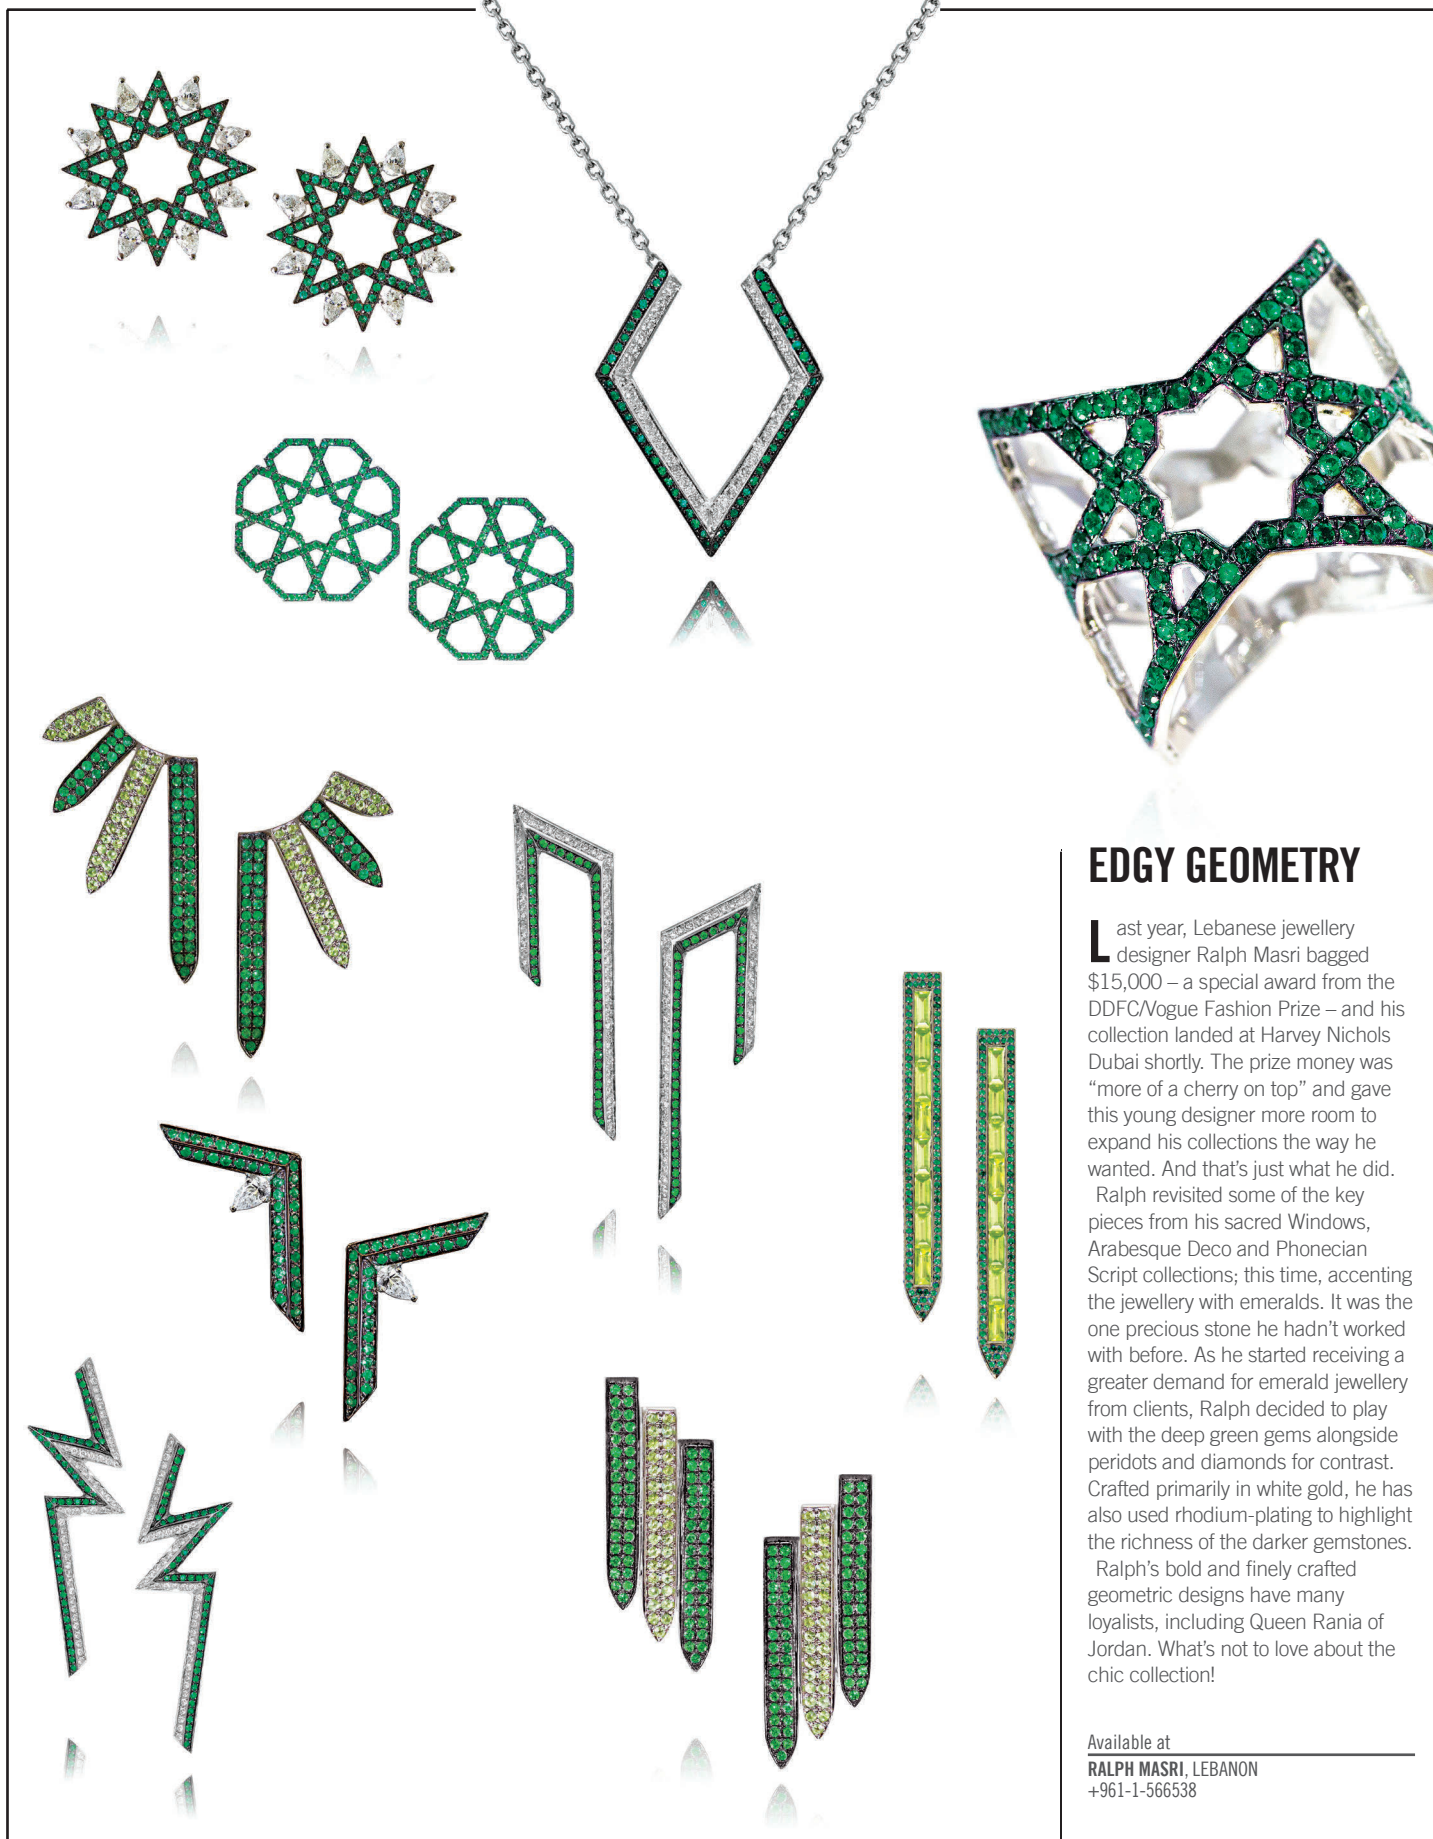 EDGY GEOMETRY
Last year, Lebanese jewellery
designer Ralph Masri bagged
$15,000 – a special award from the
DDFC/Vogue Fashion Prize – and his
collection landed at Harvey Nichols
Dubai shortly. The prize money was
“more of a cherry on top” and gave
this young designer more room to
expand his collections the way he
wanted. And that’s just what he did.
Ralph revisited some of the key
pieces from his sacred Windows,
Arabesque Deco and Phonecian
Script collections; this time, accenting
the jewellery with emeralds. It was the
one precious stone he hadn’t worked
with before. As he started receiving a
greater demand for emerald jewellery
from clients, Ralph decided to play
with the deep green gems alongside
peridots and diamonds for contrast.
Crafted primarily in white gold, he has
also used rhodium-plating to highlight
the richness of the darker gemstones.
Ralph’s bold and finely crafted
geometric designs have many
loyalists, including Queen Rania of
Jordan. What’s not to love about the
chic collection!
Available at
RALPH MASRI, LEBANON
+961-1-566538